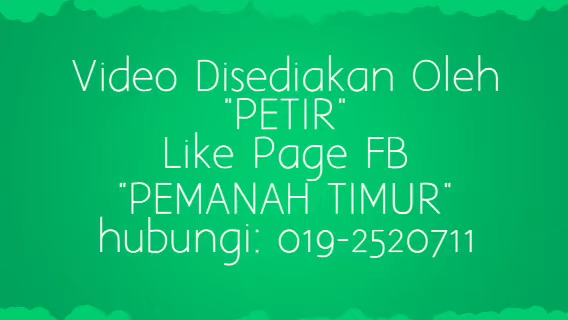 Video Disediakan Oleh
"PETIR"
Like Page FB
"PEMANAH TIMUR"
hubungi: 019-2520711